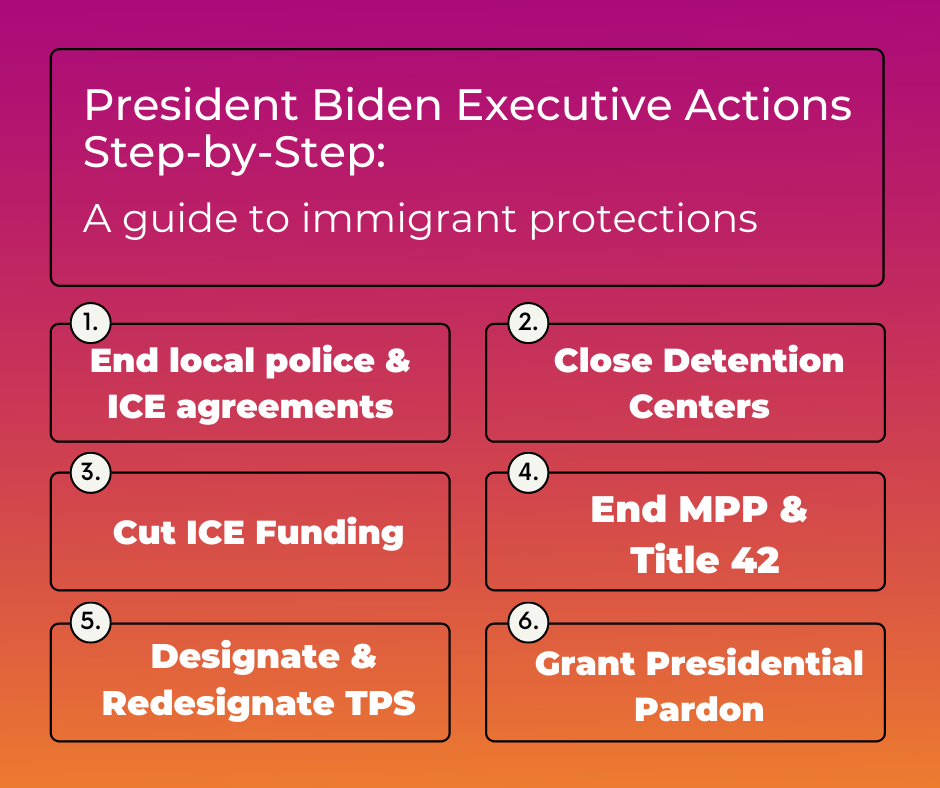 President Biden Executive Actions
Step-by-Step:
A guide to immigrant protections
1.
End local police &
ICE agreements
2.
Close Detention
Centers
3.
Cut ICE Funding
4.
End MPP &
Title 42
5.
Designate &
Redesignate TPS
6.
Grant Presidential
Pardon